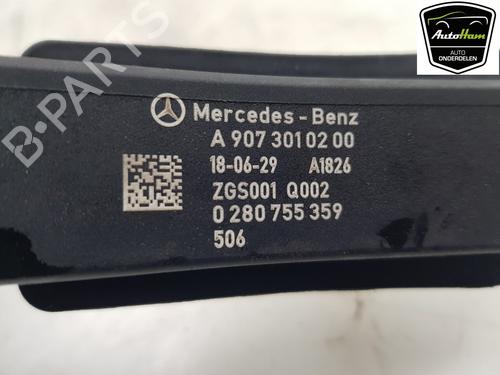 AutoHam
AUTO
ONDERDELEN
B-PARTS
Mercedes-Benz
A 907 301 02 00
18-06-29 A1826
ZGS001 Q002
0 280 755 359
506